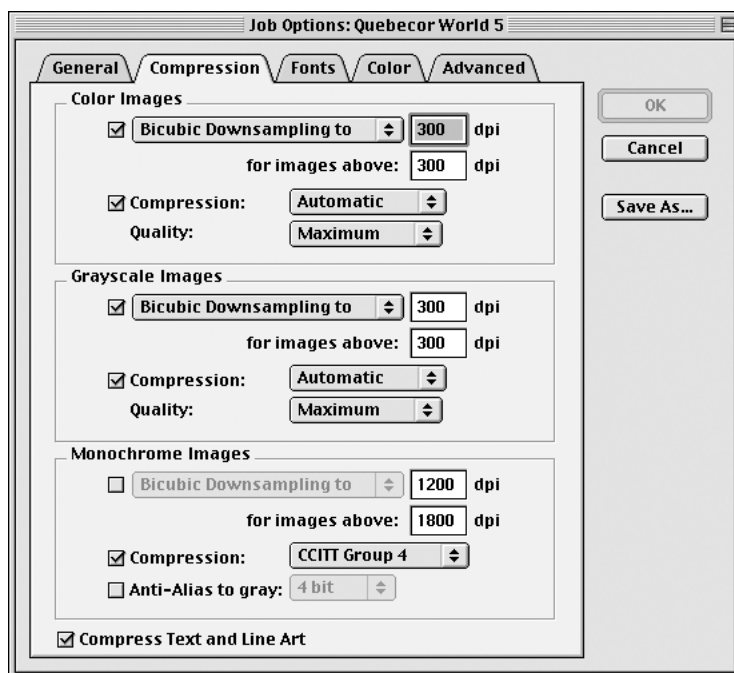 Job Options: Quebecor World 5
General Compression Fonts Color Advanced
Color Images
Bicubic Downsampling to 300 dpi
for images above: 300 dpi
Compression: Automatic
Quality: Maximum
Grayscale Images
Bicubic Downsampling to 300 dpi
for images above: 300 dpi
Compression: Automatic
Quality: Maximum
Monochrome Images
Bicubic Downsampling to 1200 dpi
for images above: 1800 dpi
Compression: CCITT Group 4
Anti-Alias to gray: 4 bit
Compress Text and Line Art
OK
Cancel
Save As...